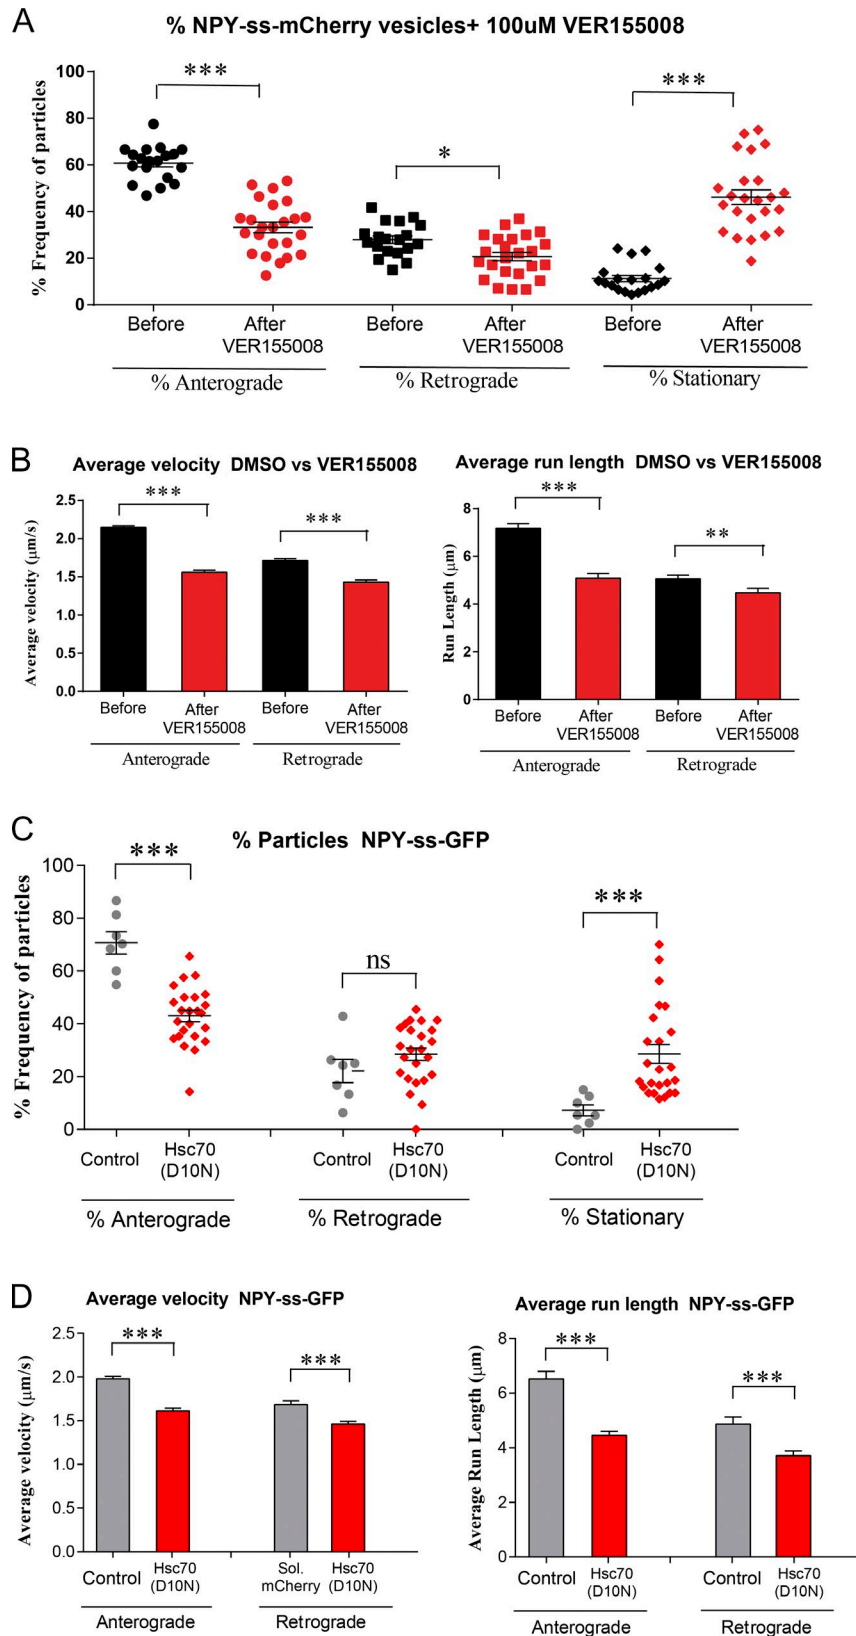 A
% NPY-ss-mCherry vesicles+ 100uM VER155008
% Frequency of particles
100
80
60
40
20
0
***
*
***
Before
After
VER155008
Before
After
VER155008
Before
After
VER155008
% Anterograde
% Retrograde
% Stationary
B
Average velocity DMSO vs VER155008
Average velocity (µm/s)
2.5
2.0
1.5
1.0
0.5
0.0
***
***
Before
After
VER155008
Before
After
VER155008
Anterograde
Retrograde
Average run length DMSO vs VER155008
Run Length (µm)
8
6
4
2
0
***
**
Before
After
VER155008
Before
After
VER155008
Anterograde
Retrograde
C
% Particles NPY-ss-GFP
% Frequency of particles
100
80
60
40
20
0
***
ns
***
Control
Hsc70
(D10N)
Control
Hsc70
(D10N)
Control
Hsc70
(D10N)
% Anterograde
% Retrograde
% Stationary
D
Average velocity NPY-ss-GFP
Average velocity (µm/s)
2.5
2.0
1.5
1.0
0.5
0.0
***
***
Control
Hsc70
(D10N)
Sol.
mCherry
Hsc70
(D10N)
Anterograde
Retrograde
Average run length NPY-ss-GFP
Average Run Length (µm)
8
6
4
2
0
***
***
Control
Hsc70
(D10N)
Control
Hsc70
(D10N)
Anterograde
Retrograde